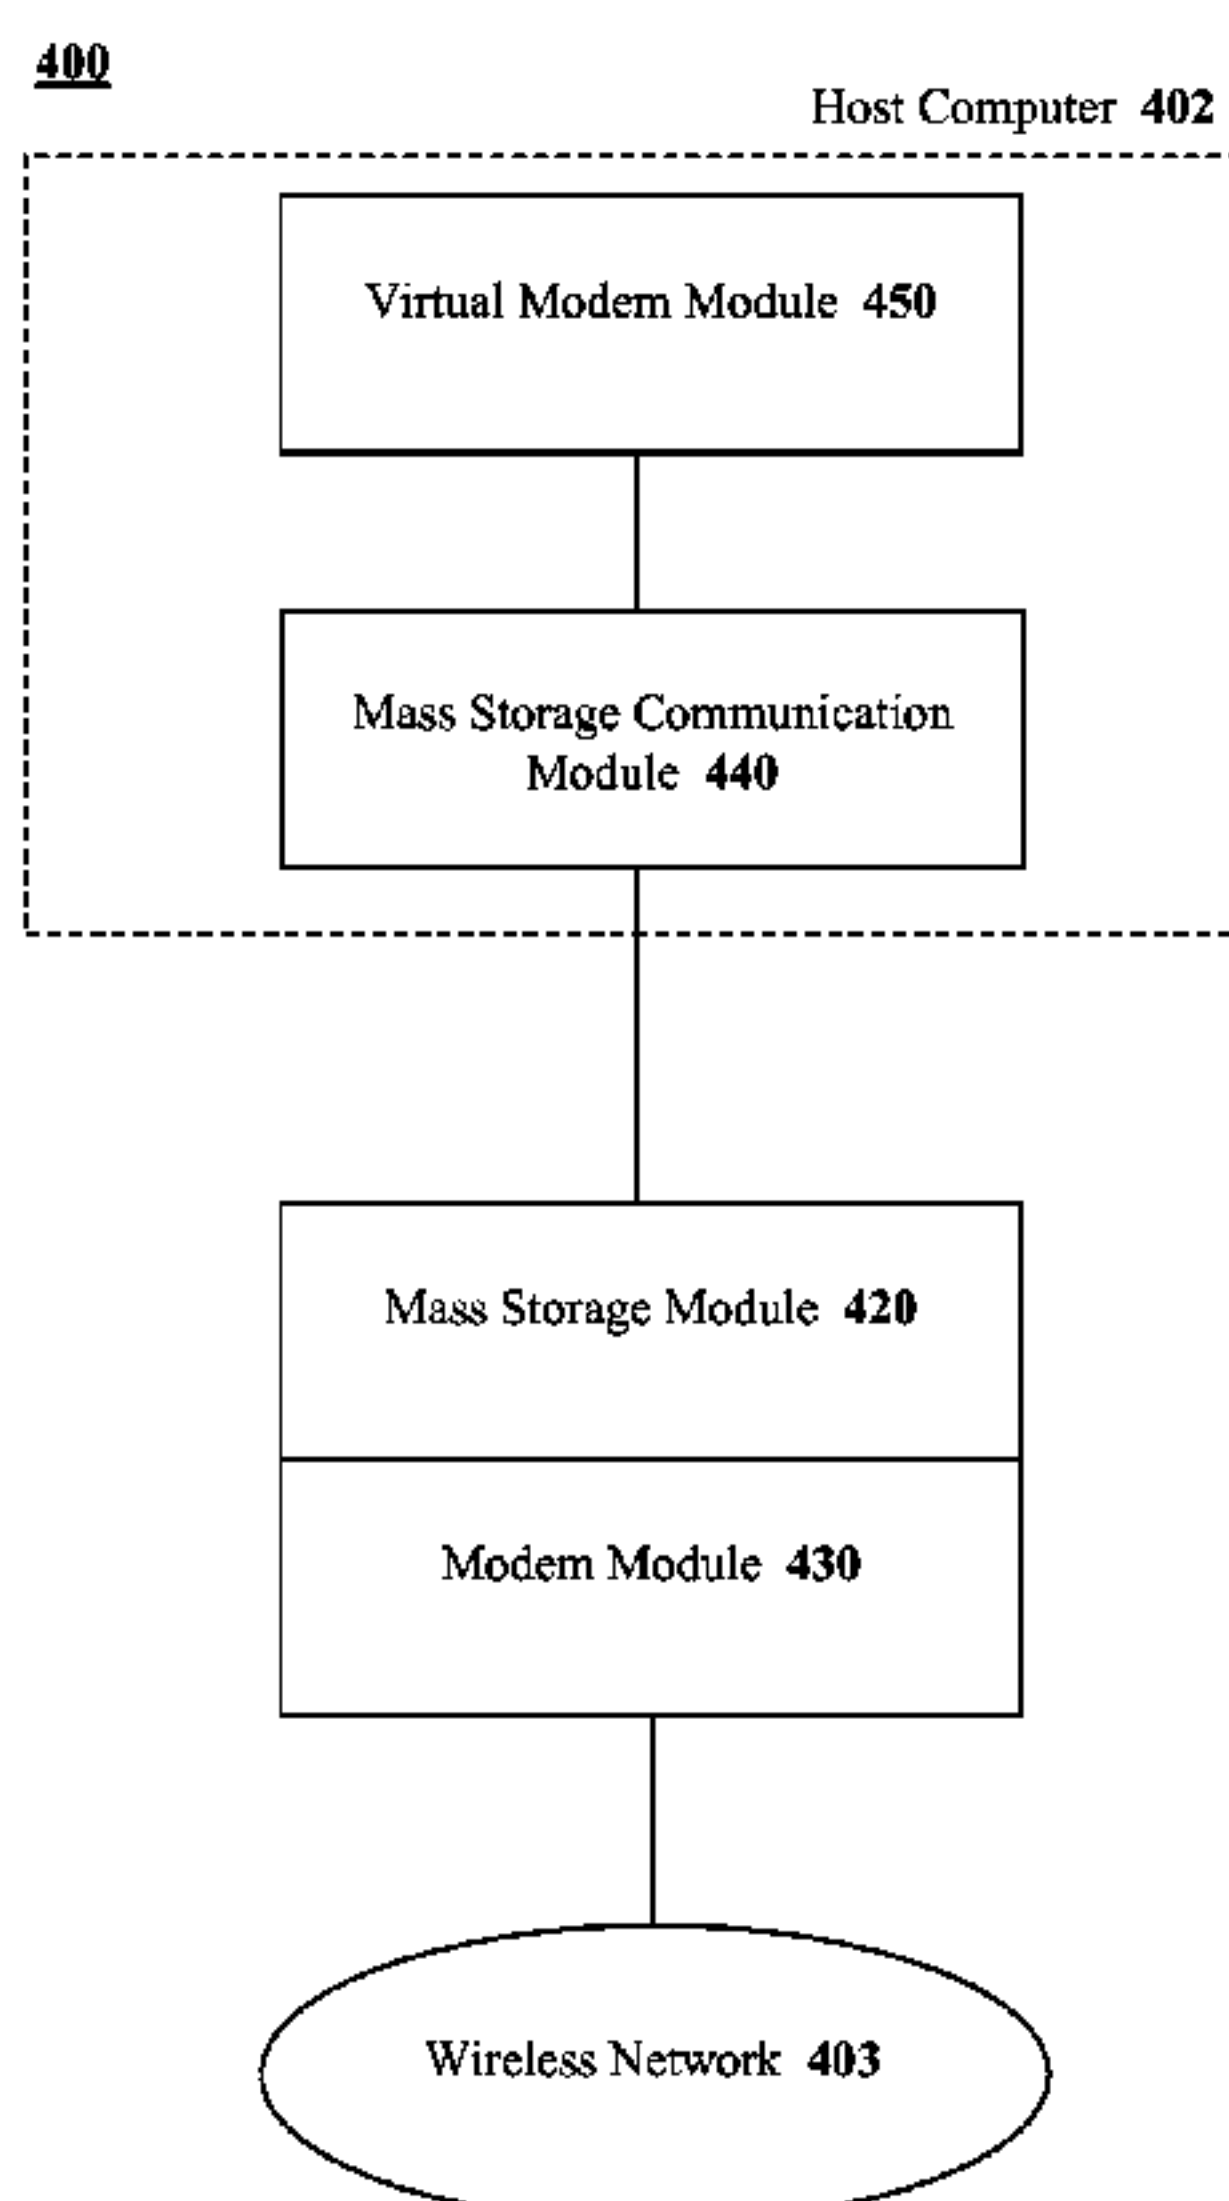 400
Host Computer 402
Virtual Modem Module 450
Mass Storage Communication
Module 440
Mass Storage Module 420
Modem Module 430
Wireless Network 403